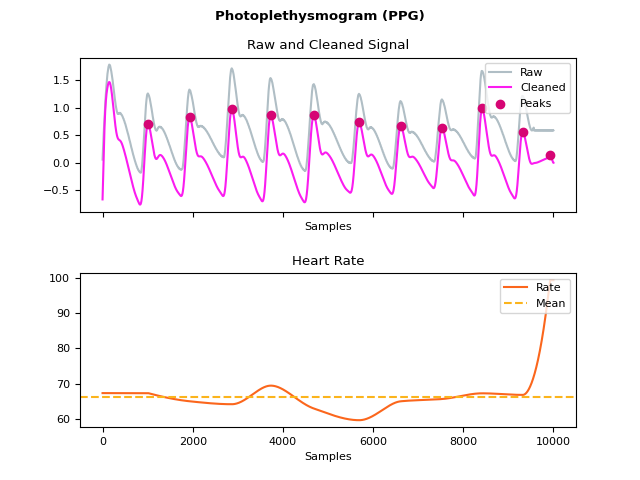 Photoplethysmogram (PPG)
Raw and Cleaned Signal
1.5
1.0
0.5
0.0
−0.5
Raw
Cleaned
Peaks
Samples
Heart Rate
100
90
80
70
60
Rate
Mean
0
2000
4000
6000
8000
10000
Samples